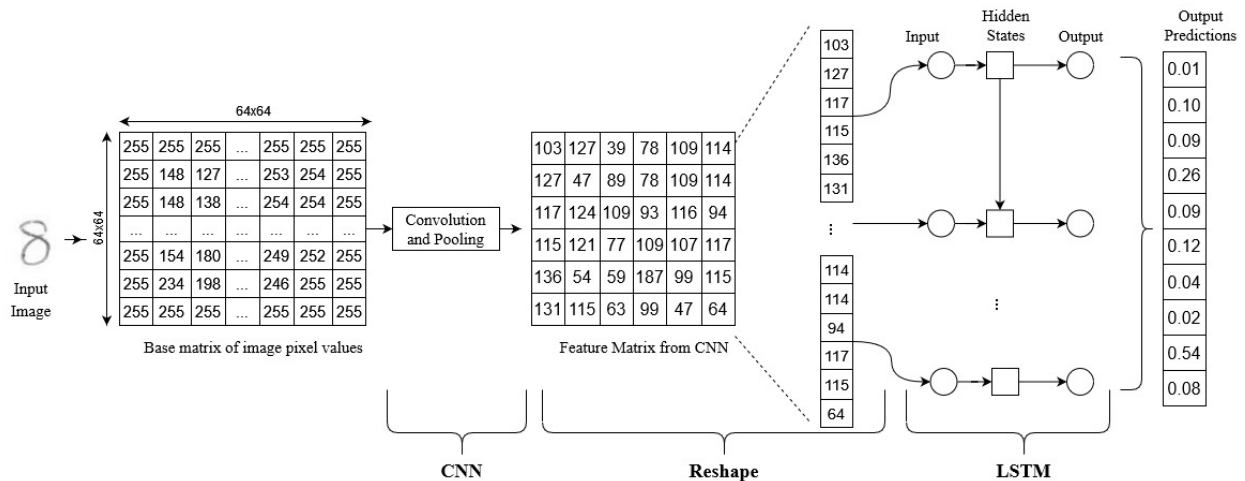 Input
Image
64x64
64x64
255 255 255 ... 255 255 255
255 148 127 ... 253 254 255
255 148 138 ... 254 254 255
... ... ... ... ... ... ...
255 154 180 ... 249 252 255
255 234 198 ... 246 255 255
255 255 255 ... 255 255 255
Base matrix of image pixel values
Convolution
and Pooling
CNN
103 127 39 78 109 114
127 47 89 78 109 114
117 124 109 93 116 94
115 121 77 109 107 117
136 54 59 187 99 115
131 115 63 99 47 64
Feature Matrix from CNN
103
127
117
115
136
131
...
114
114
94
117
115
64
Reshape
Input
Hidden
States
Output
...
LSTM
Output
Predictions
0.01
0.10
0.09
0.26
0.09
0.12
0.04
0.02
0.54
0.08